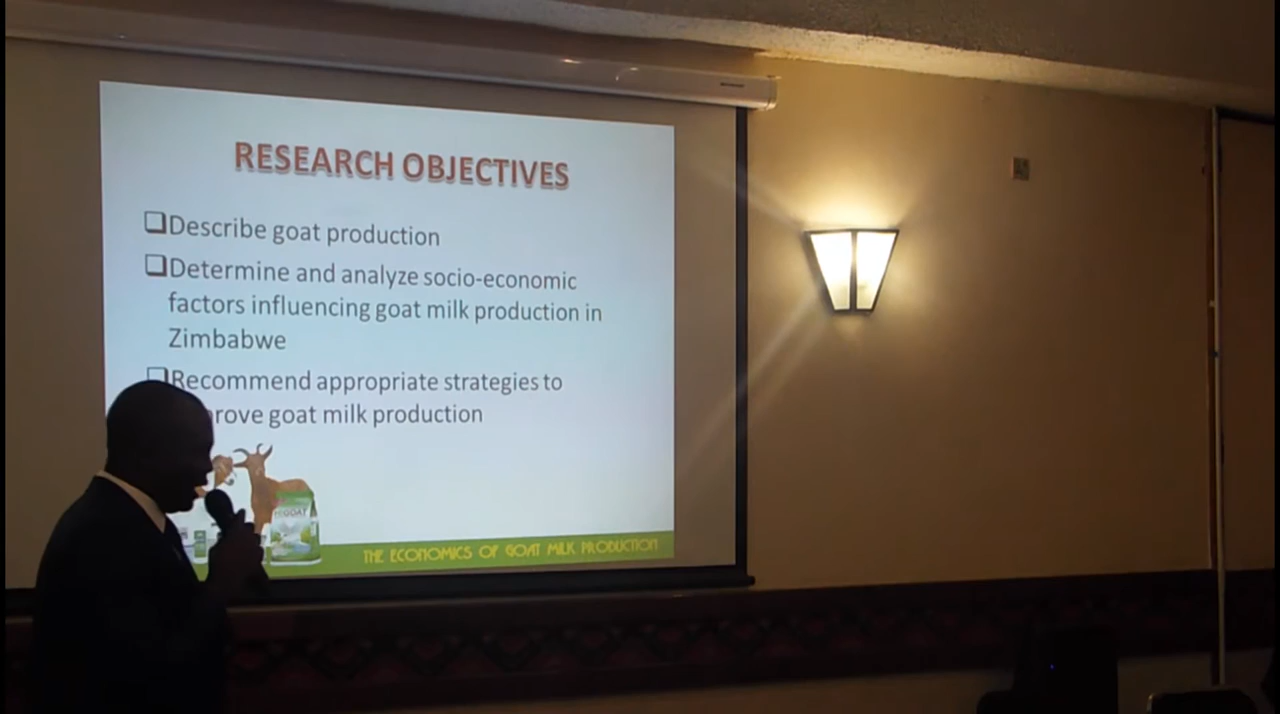 RESEARCH OBJECTIVES
❑Describe goat production
❑Determine and analyze socio-economic
factors influencing goat milk production in
Zimbabwe
❑Recommend appropriate strategies to
prove goat milk production
GOAT
THE ECONOMICS OF GOAT MILK PRODUCTION